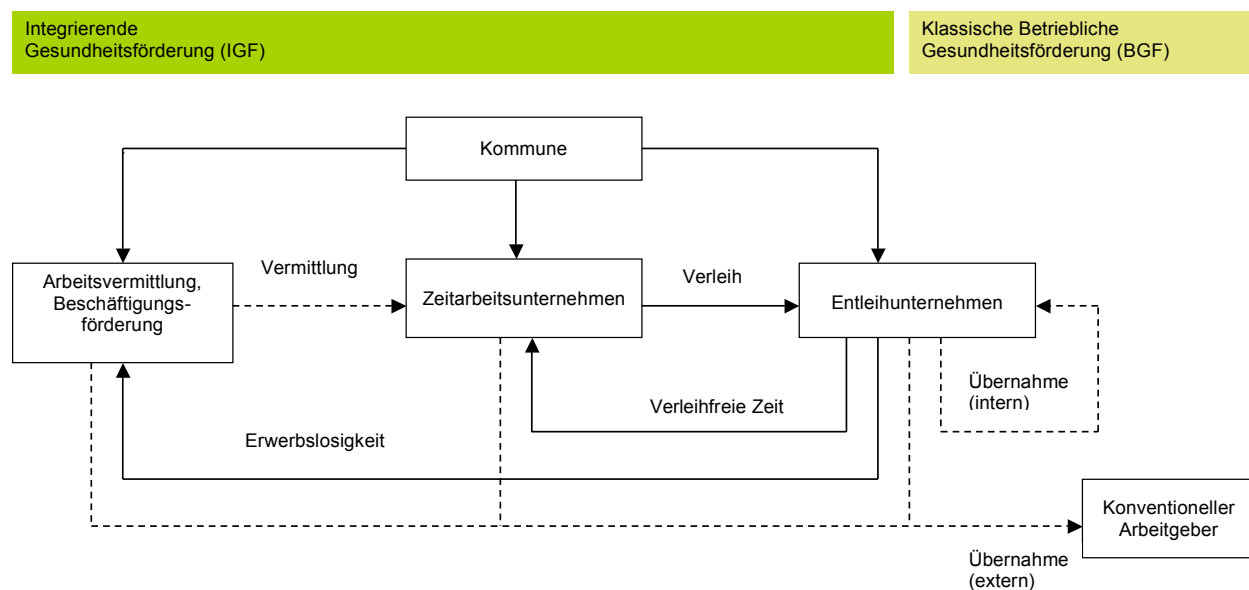 Integrierende
Gesundheitsförderung (IGF)
Klassische Betriebliche
Gesundheitsförderung (BGF)
Kommune
Arbeitsvermittlung,
Beschäftigungs-
förderung
Vermittlung
Zeitarbeitsunternehmen
Verleih
Entleihunternehmen
Übernahme
(intern)
Verleihfreie Zeit
Erwerbslosigkeit
Konventioneller
Arbeitgeber
Übernahme
(extern)